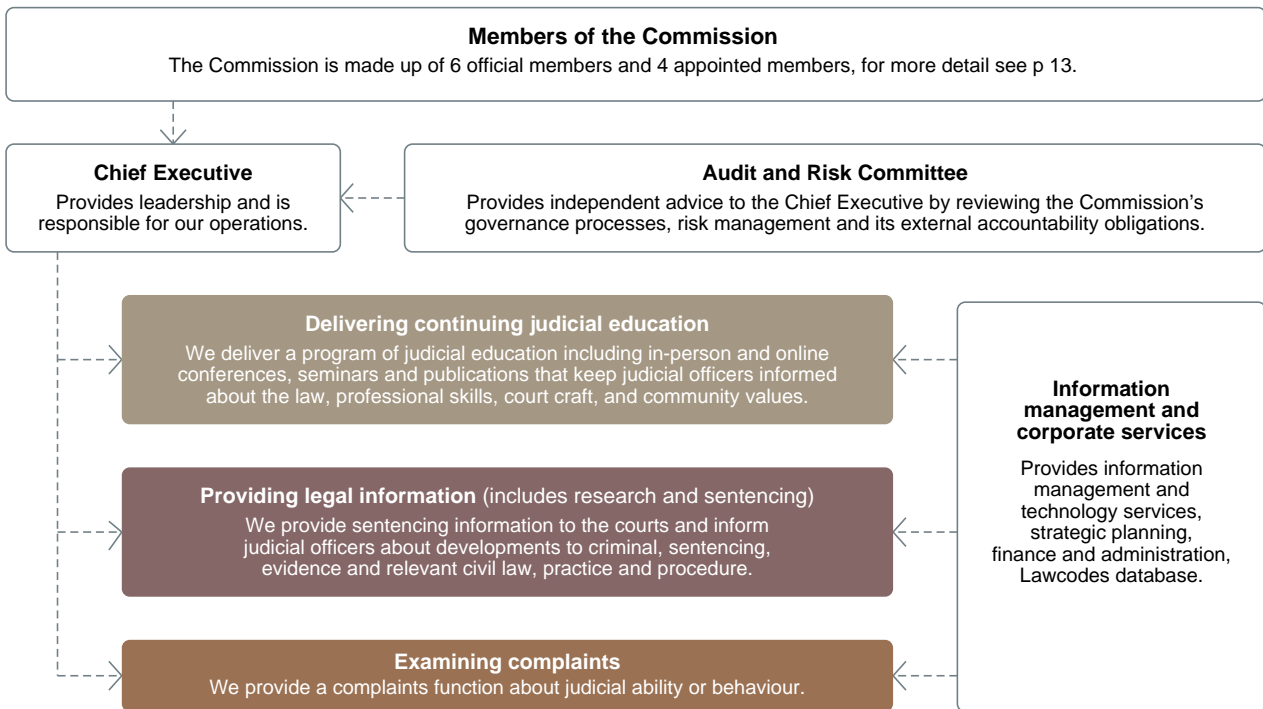 Members of the Commission
The Commission is made up of 6 official members and 4 appointed members, for more detail see p 13.
Chief Executive
Provides leadership and is
responsible for our operations.
Audit and Risk Committee
Provides independent advice to the Chief Executive by reviewing the Commission’s
governance processes, risk management and its external accountability obligations.
Delivering continuing judicial education
We deliver a program of judicial education including in-person and online
conferences, seminars and publications that keep judicial officers informed
about the law, professional skills, court craft, and community values.
Providing legal information (includes research and sentencing)
We provide sentencing information to the courts and inform
judicial officers about developments to criminal, sentencing,
evidence and relevant civil law, practice and procedure.
Examining complaints
We provide a complaints function about judicial ability or behaviour.
Information
management and
corporate services
Provides information
management and
technology services,
strategic planning,
finance and administration,
Lawcodes database.